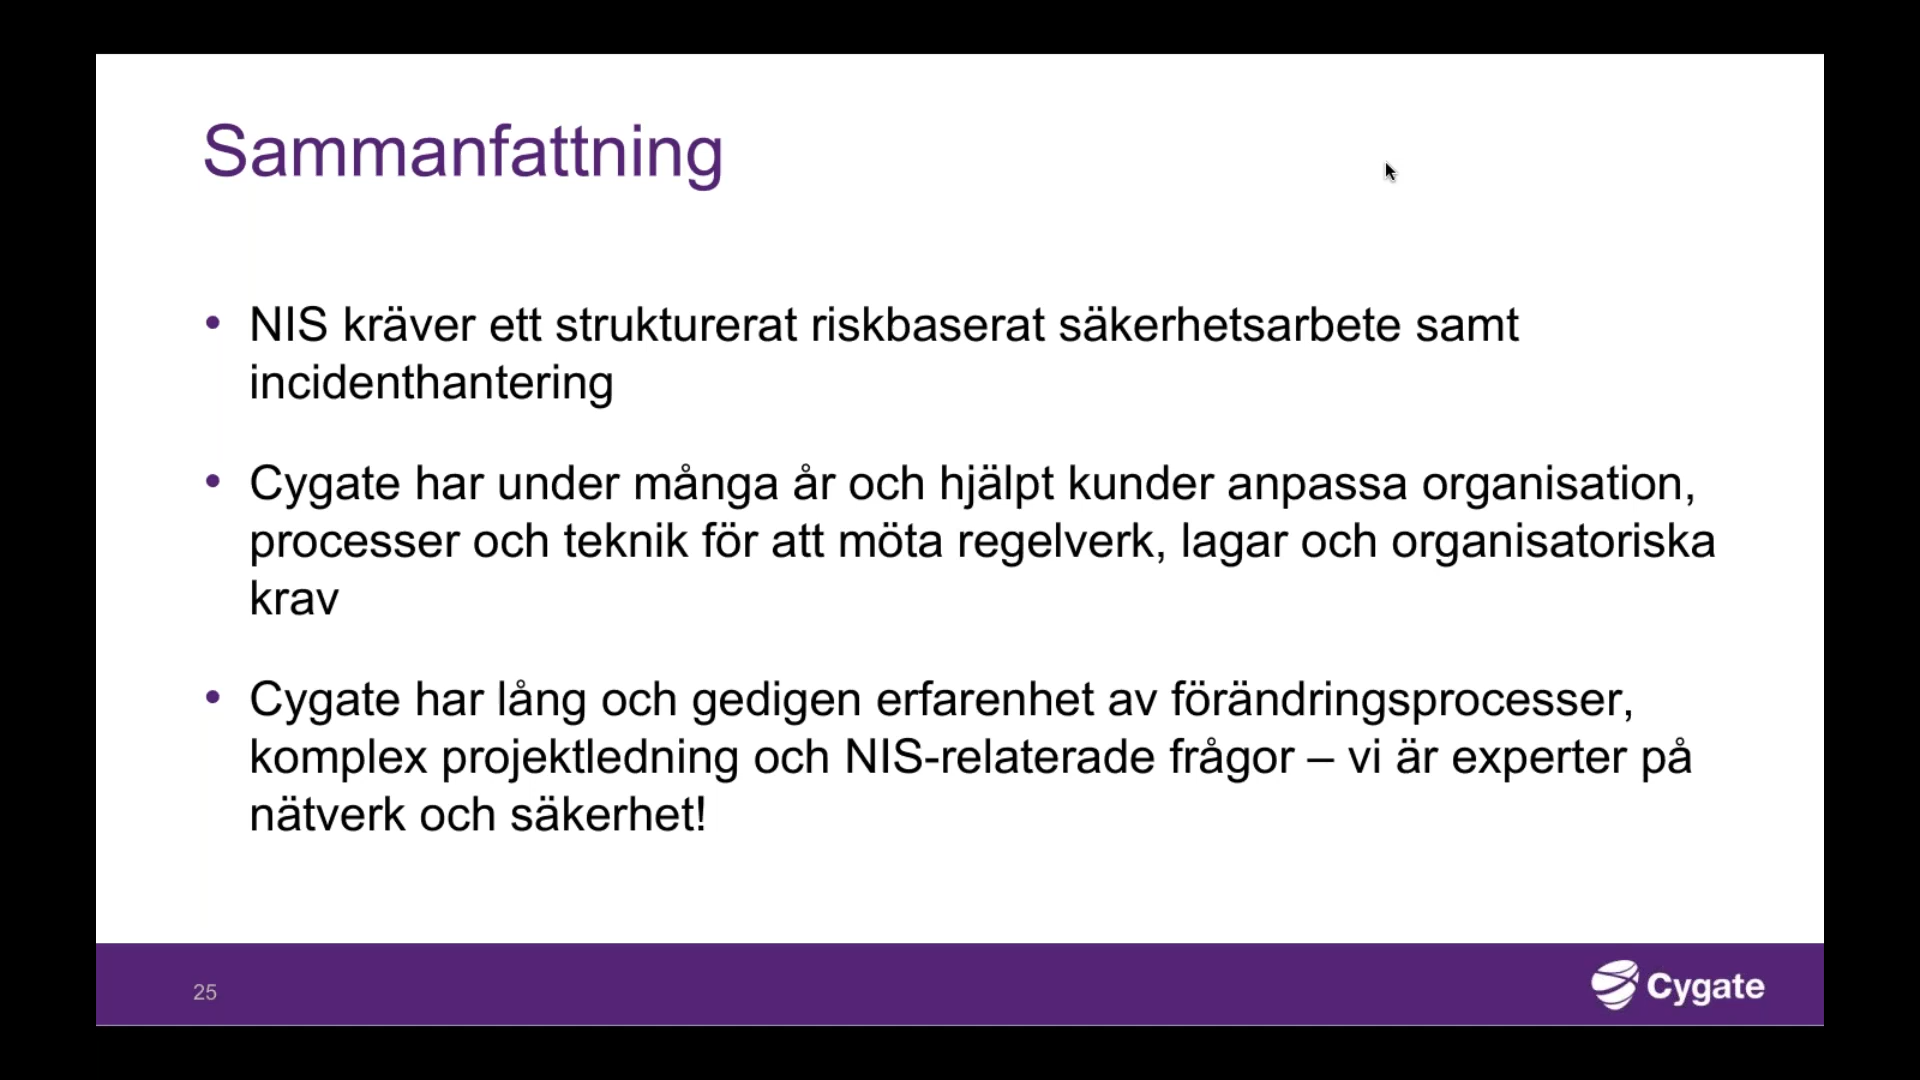 Sammanfattning
• NIS kräver ett strukturerat riskbaserat säkerhetsarbete samt
incidenthantering
• Cygate har under många år och hjälpt kunder anpassa organisation,
processer och teknik för att möta regelverk, lagar och organisatoriska
krav
• Cygate har lång och gedigen erfarenhet av förändringsprocesser,
komplex projektledning och NIS-relaterade frågor – vi är experter på
nätverk och säkerhet!
25
Cygate